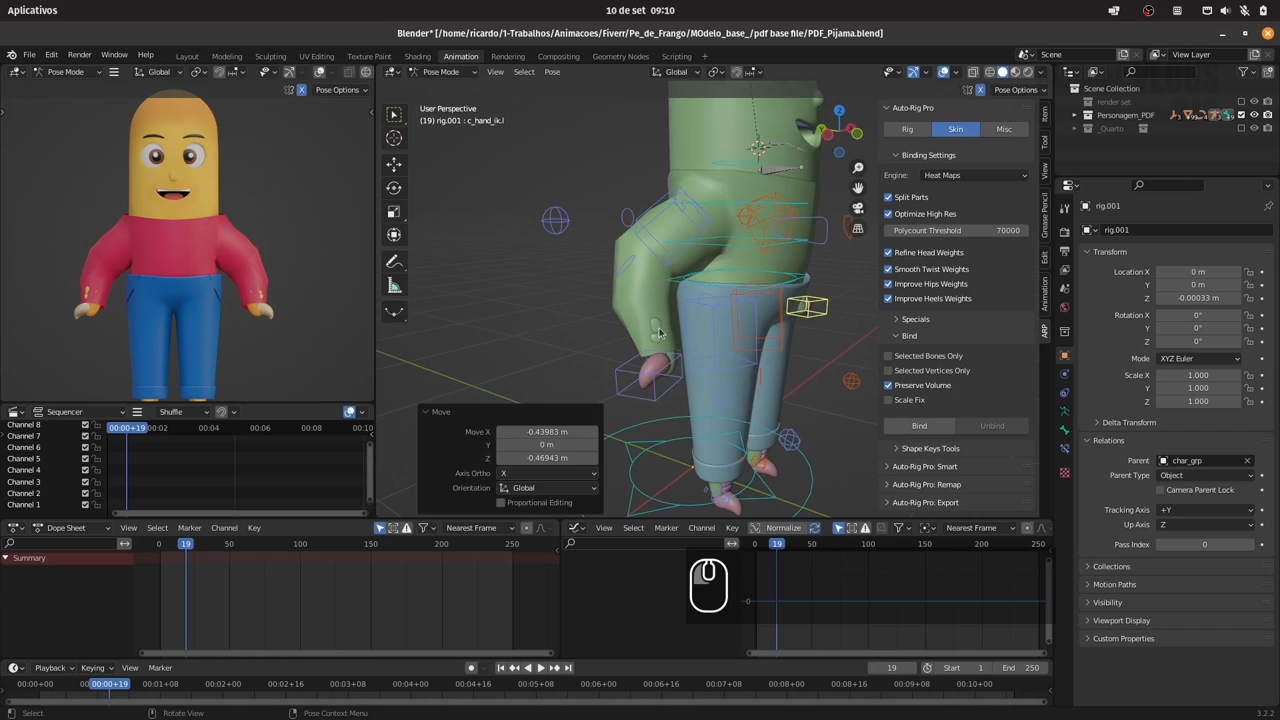 Aplicativos
10 de set 09:10
Blender* [/home/ricardo/1-Trabalhos/Animacoes/Fiverr/Pe_de_Frango/MOdelo_base_/pdf base file/PDF_Pijama.blend]
File Edit Render Window Help
Layout Modeling Sculpting UV Editing Texture Paint Shading Animation Rendering Compositing Geometry Nodes Scripting
Scene View Layer
Pose Mode Global
Pose Mode View Select Pose Global
X Pose Options
X Pose Options
User Perspective
(19) rig.001 : c_hand_ik.l
Z
Auto-Rig Pro
Rig Skin Misc
Binding Settings
Engine: Heat Maps
Split Parts
Optimize High Res
Polycount Threshold 70000
Refine Head Weights
Smooth Twist Weights
Improve Hips Weights
Improve Heels Weights
Specials
Bind
Selected Bones Only
Selected Vertices Only
Preserve Volume
Scale Fix
Bind Unbind
Shape Keys Tools
Auto-Rig Pro: Smart
Auto-Rig Pro: Remap
Auto-Rig Pro: Export
Item
Tool
View
Grease Pencil
Edit
Animation
ARP
Scene Collection
render set
Personagem_PDF
_Quarto
rig.001
rig.001
Transform
Location X 0 m
Y 0 m
Z -0.00033 m
Rotation X 0°
Y 0°
Z 0°
Mode XYZ Euler
Scale X 1.000
Y 1.000
Z 1.000
Delta Transform
Relations
Parent char_grp
Parent Type Object
Camera Parent Lock
Tracking Axis +Y
Up Axis Z
Pass Index 0
Collections
Motion Paths
Visibility
Viewport Display
Custom Properties
Move
Move X -0.43983 m
Y 0 m
Z -0.46943 m
Axis Ortho X
Orientation Global
Proportional Editing
Sequencer Shuffle
00:00+19 00:02 00:04 00:06 00:08 00:10
Channel 8
Channel 7
Channel 6
Channel 5
Channel 4
Channel 3
Channel 2
Channel 1
Dope Sheet View Select Marker Channel Key Nearest Frame
0 19 50 100 150 200 250
Summary
View Select Marker Channel Key Normalize Nearest Frame
0 19 50 100 150 200 250
0
Playback Keying View Marker
19 Start 1 End 250
00:00+00 00:00+19 00:01+08 00:02+00 00:02+16 00:03+08 00:04+00 00:04+16 00:05+08 00:06+00 00:06+16 00:07+08 00:08+00 00:08+16 00:09+08 00:10+00
Select Rotate View Pose Context Menu
3.2.2